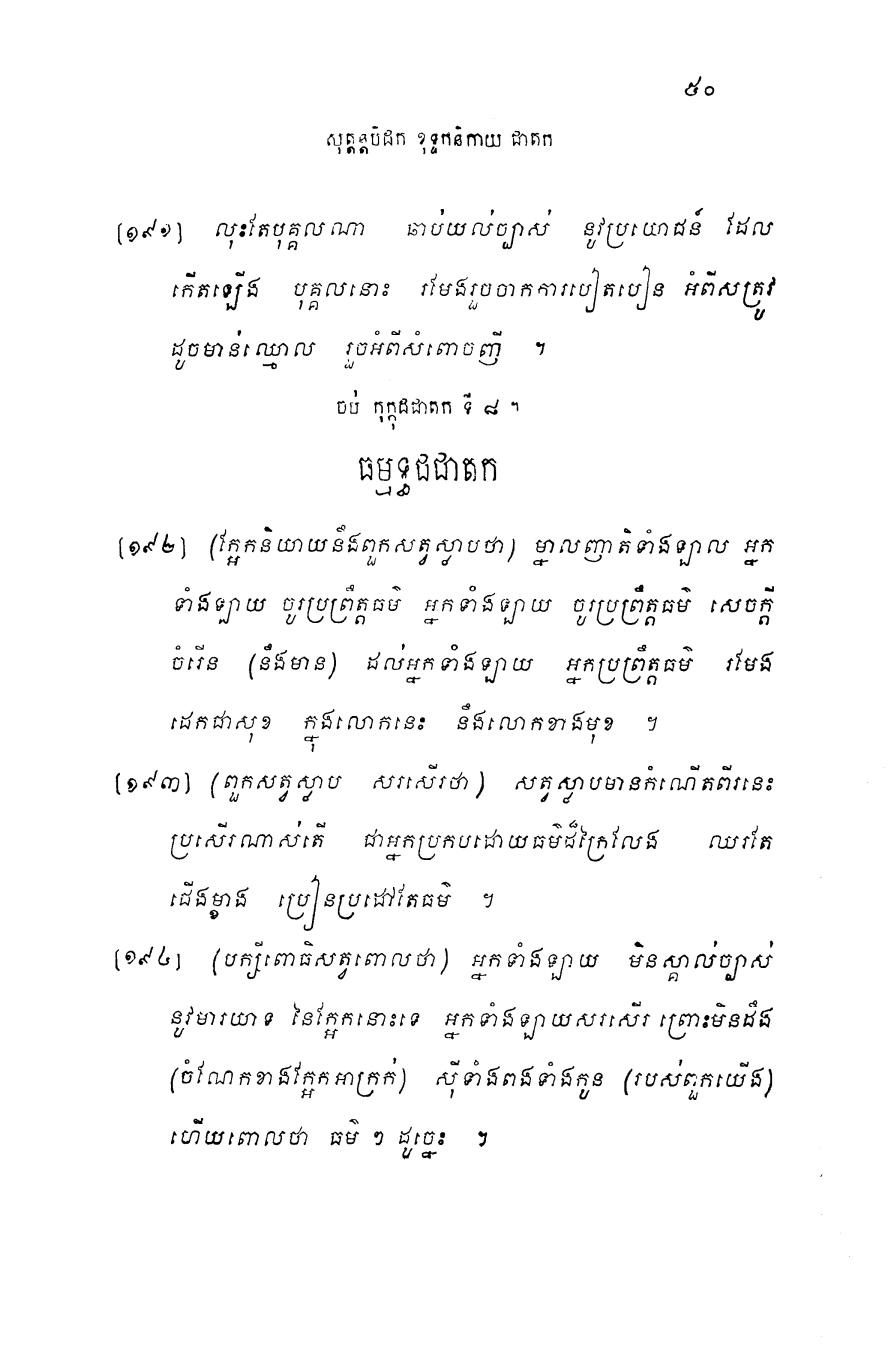 ៥០
សុត្តន្តបិដក ខុទ្ទកនិកាយ ជាតក
[១៩១] លុះតែបុគ្គលណា ឆាប់យល់ច្បាស់ នូវប្រយោជន៍ ដែល
កើតឡើង បុគ្គលនោះ រមែងរួចចាកការបៀតបៀន អំពីសត្រូវ
ដូចមាន់ឈ្មោល រួចអំពីសំពោចញី ។
ចប់ កុក្កុដជាតក ទី ៨ ។
ធម្មទ្ធជជាតក
[១៩២] (ក្អែកនិយាយនឹងពួកសត្វស្លាបថា) ម្នាលញាតិទាំងឡាល អ្នក
ទាំងឡាយ ចូរប្រព្រឹត្តធម៌ អ្នកទាំងឡាយ ចូរប្រព្រឹត្តធម៌ សេចក្តី
ចំរើន (នឹងមាន) ដល់អ្នកទាំងឡាយ អ្នកប្រព្រឹត្តធម៌ រមែង
ដេកជាសុខ ក្នុងលោកនេះ នឹងលោកខាងមុខ ។
[១៩៣] (ពួកសត្វស្លាប សរសើរថា) សត្វស្លាបមានកំណើតពីរនេះ
ប្រសើរណាស់តើ ជាអ្នកប្រកបដោយធម៌ដ៏ក្រៃលែង ឈរតែ
ជើងម្ខាង ប្រៀនប្រដៅតែធម៌ ។
[១៩៤] (បក្សីពោធិសត្វពោលថា) អ្នកទាំងឡាយ មិនស្គាល់ច្បាស់
នូវមារយាទ នៃក្អែកនោះទេ អ្នកទាំងឡាយសរសើរ ព្រោះមិនដឹង
(ចំណែកខាងក្អែកអាក្រក់) ស៊ីទាំងពងទាំងកូន (របស់ពួកយើង)
ហើយពោលថា ធម៌ ៗ ដូច្នេះ ។